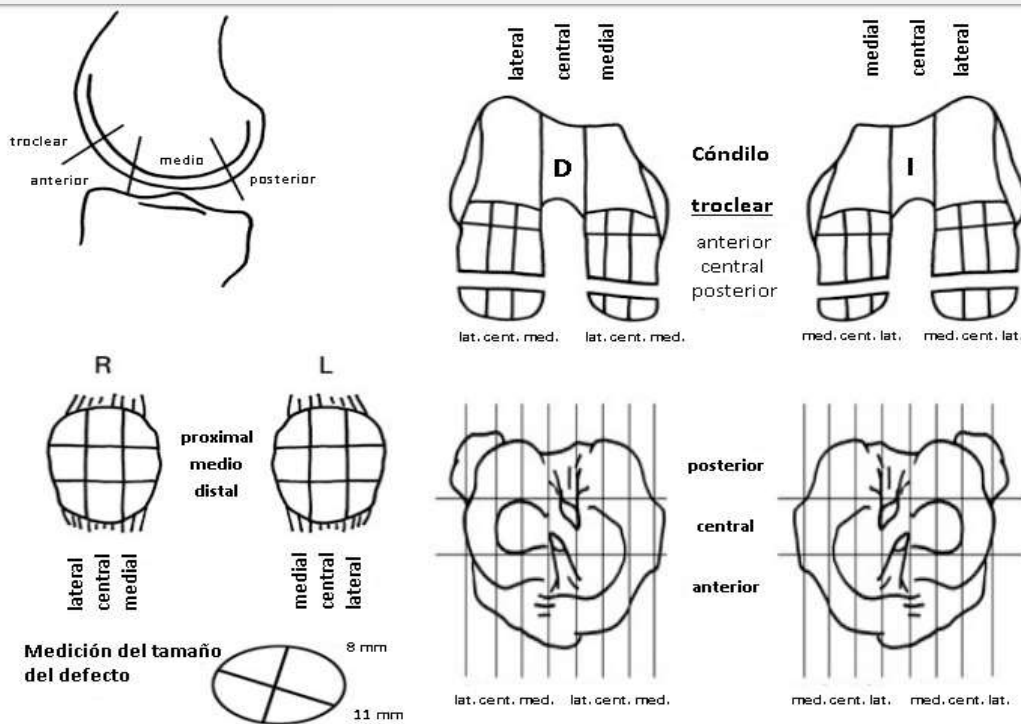 lateral
central
medial
medial
central
lateral
troclear
anterior
medio
posterior
D
Cóndilo
I
troclear
anterior
central
posterior
lat. cent. med.
lat. cent. med.
med. cent. lat.
med. cent. lat.
R
L
proximal
medio
distal
lateral
central
medial
medial
central
lateral
posterior
central
anterior
lat. cent. med.
lat. cent. med.
med. cent. lat.
med. cent. lat.
Medición del tamaño
del defecto
8 mm
11 mm